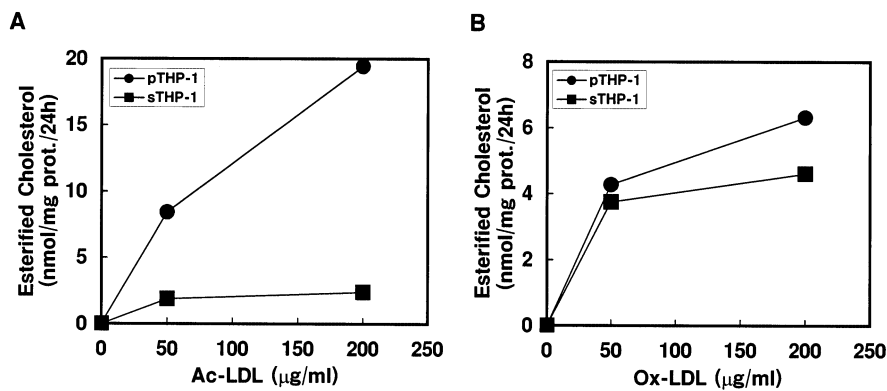 A
Esterified Cholesterol
(nmol/mg prot./24h)
20
15
10
5
0
pTHP-1
sTHP-1
0 50 100 150 200 250
Ac-LDL (μg/ml)
B
Esterified Cholesterol
(nmol/mg prot./24h)
8
6
4
2
0
pTHP-1
sTHP-1
0 50 100 150 200 250
Ox-LDL (μg/ml)